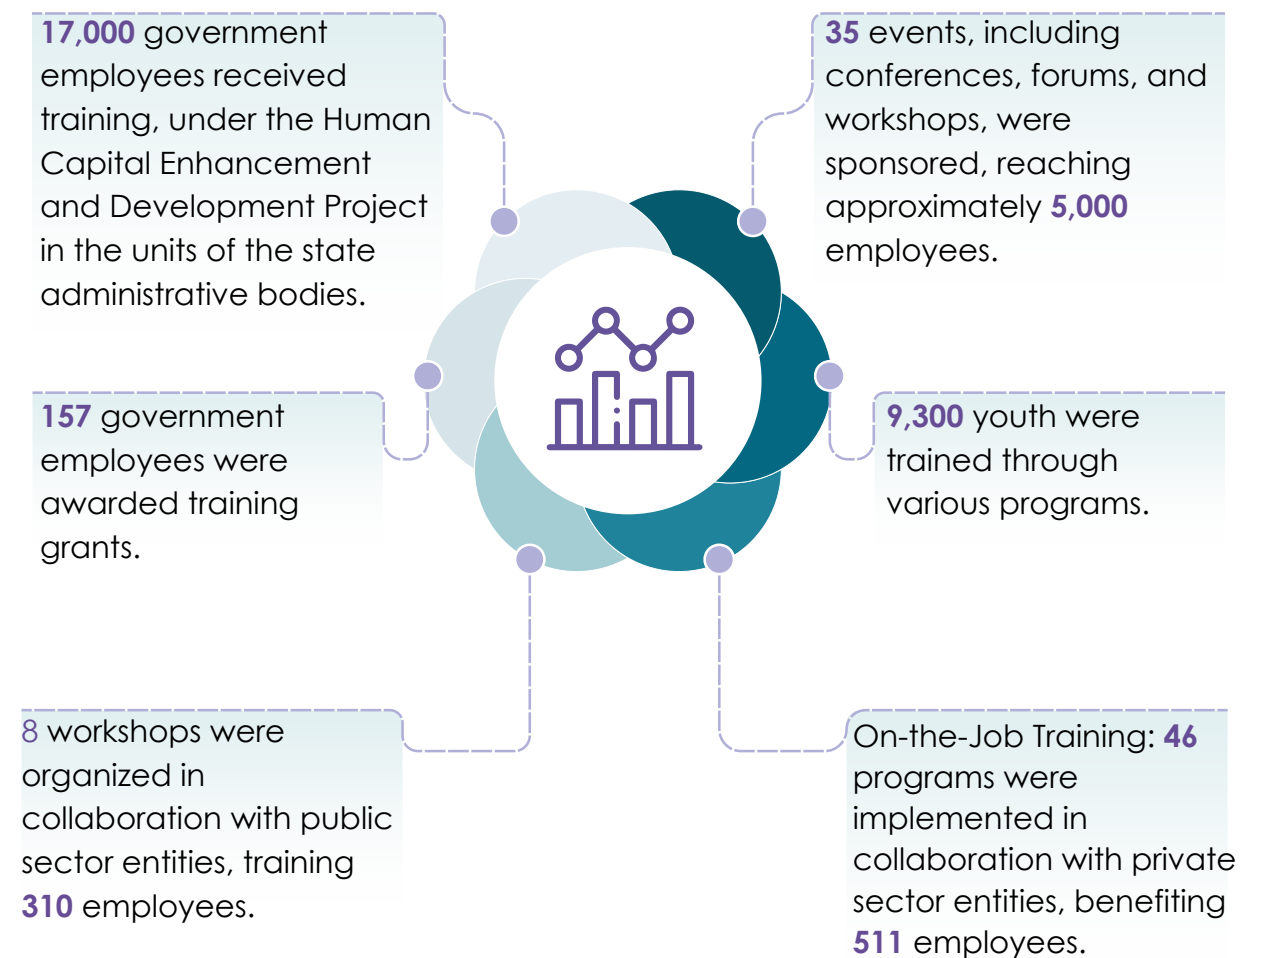 17,000 government
employees received
training, under the Human
Capital Enhancement
and Development Project
in the units of the state
administrative bodies.
35 events, including
conferences, forums, and
workshops, were
sponsored, reaching
approximately 5,000
employees.
157 government
employees were
awarded training
grants.
9,300 youth were
trained through
various programs.
8 workshops were
organized in
collaboration with public
sector entities, training
310 employees.
On-the-Job Training: 46
programs were
implemented in
collaboration with private
sector entities, benefiting
511 employees.